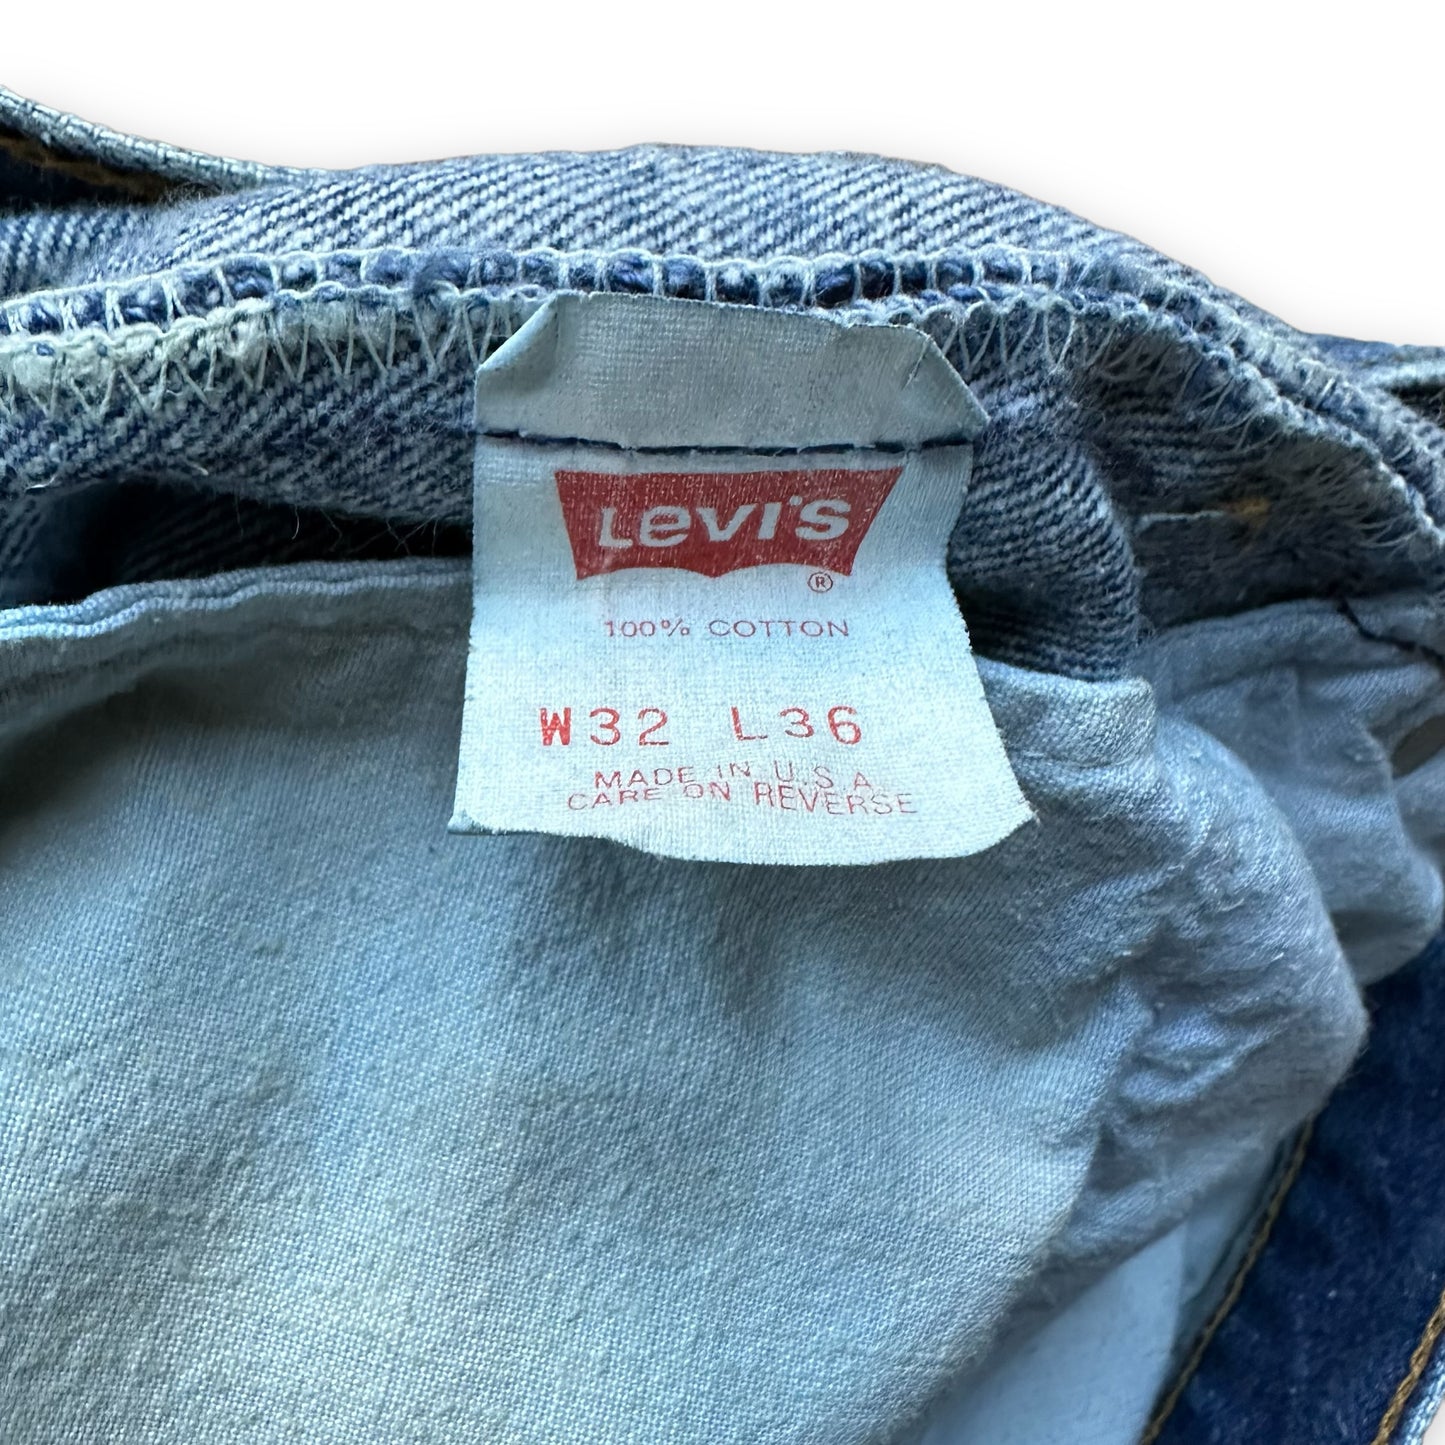 Levi's
®
100% COTTON
W32 L36
MADE IN U.S.A.
CARE ON REVERSE